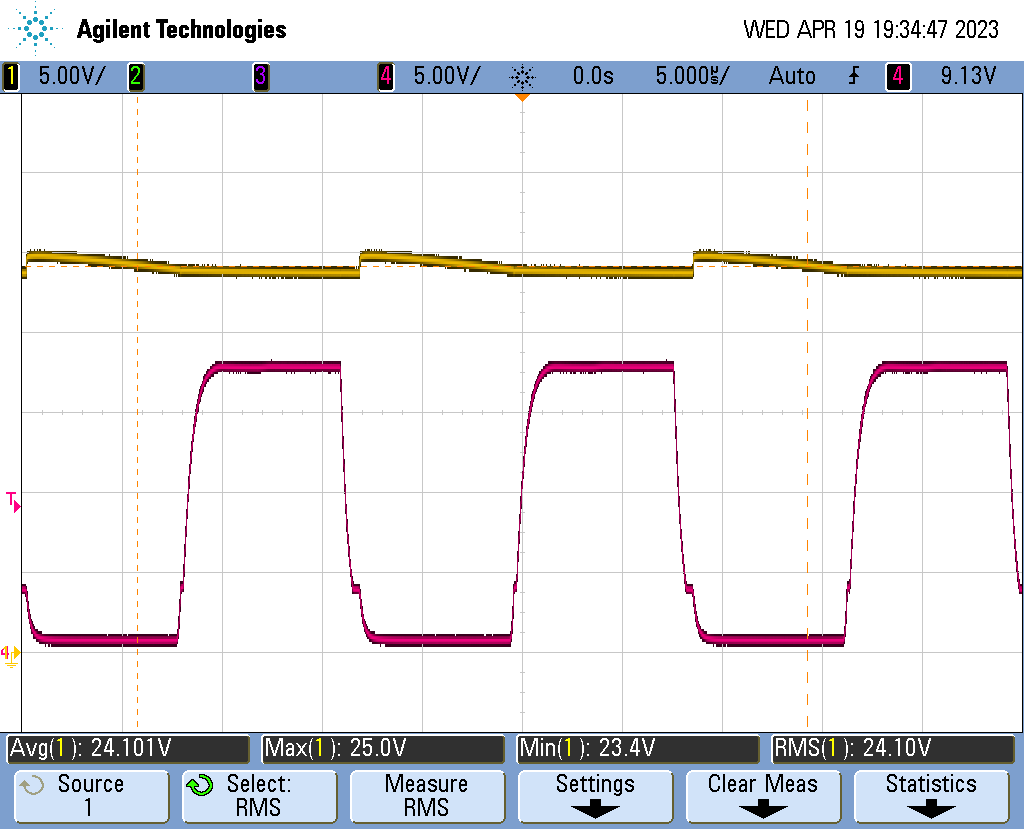 Agilent Technologies
WED APR 19 19:34:47 2023
1 5.00V/ 2 3 4 5.00V/ 0.0s 5.000µs/ Auto 4 9.13V
T
4
Avg(1): 24.101V Max(1): 25.0V Min(1): 23.4V RMS(1): 24.10V
Source Select: Measure Settings Clear Meas Statistics
1 RMS RMS